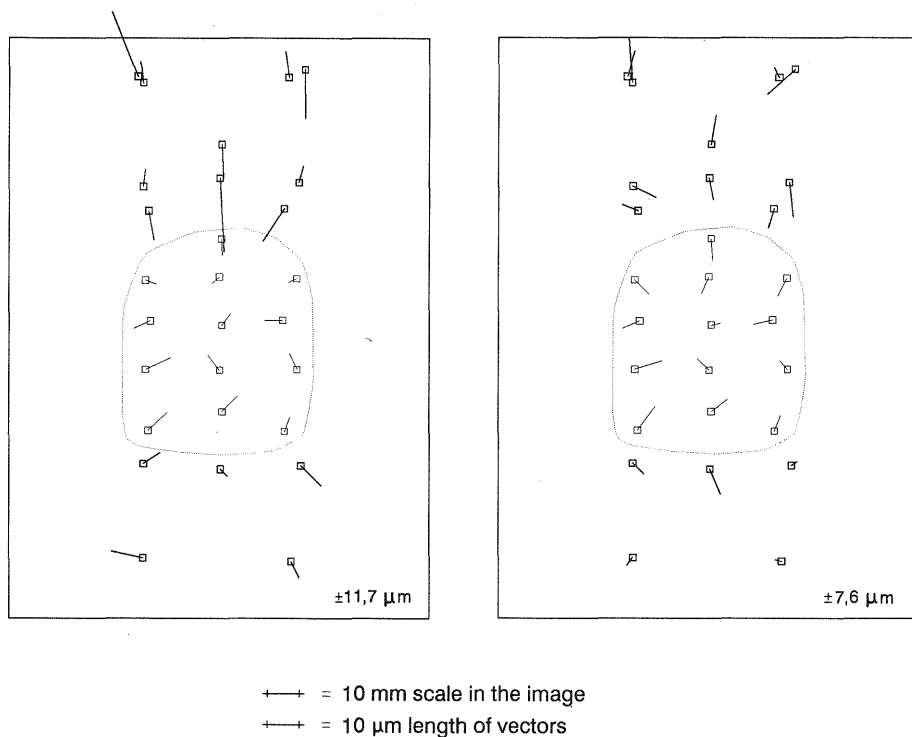 ±11,7 μm
±7,6 μm
= 10 mm scale in the image
= 10 μm length of vectors